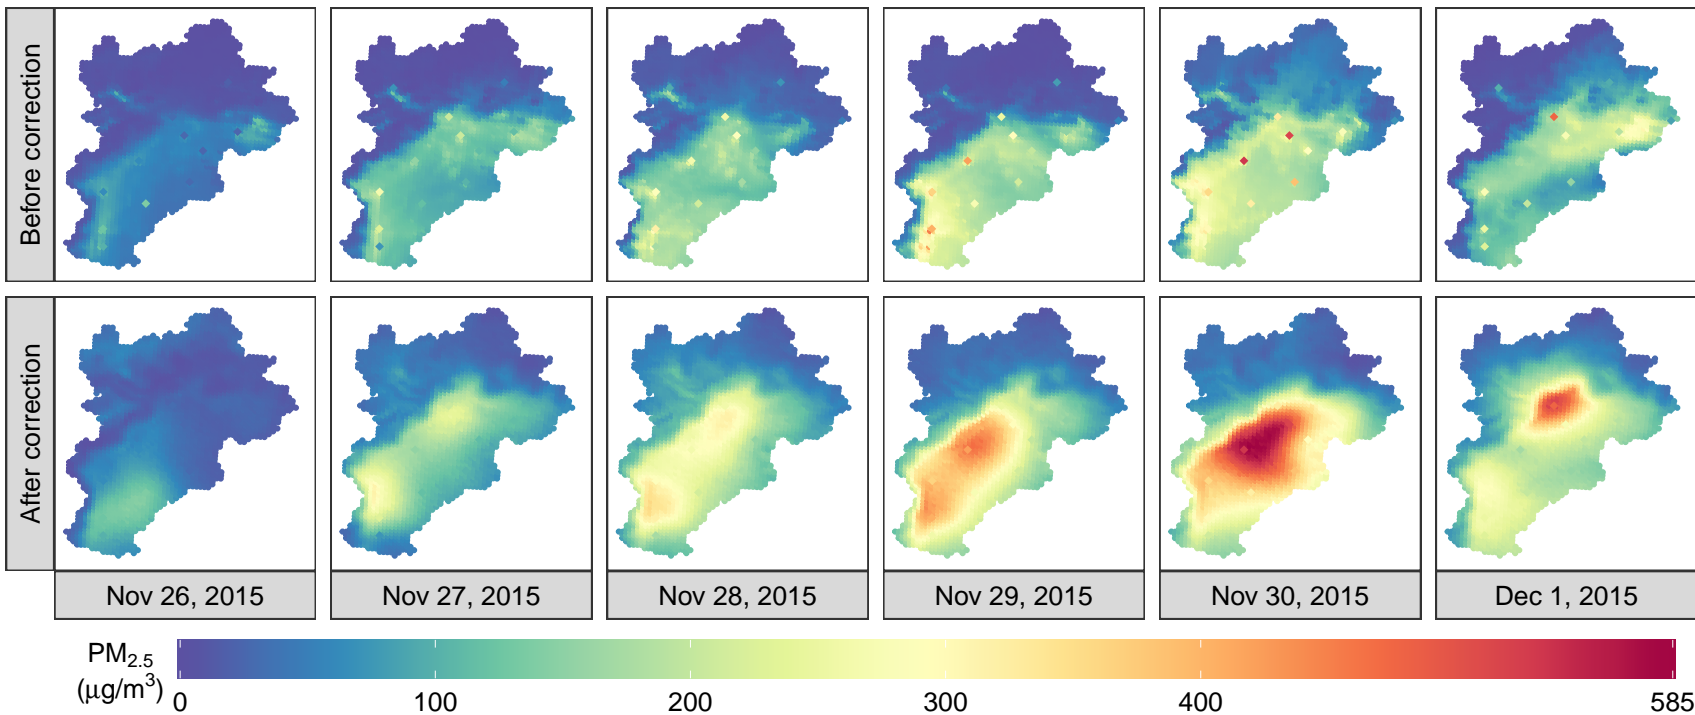 Before correction
After correction
Nov 26, 2015
Nov 27, 2015
Nov 28, 2015
Nov 29, 2015
Nov 30, 2015
Dec 1, 2015
PM2.5
(μg/m³)
0 100 200 300 400 585